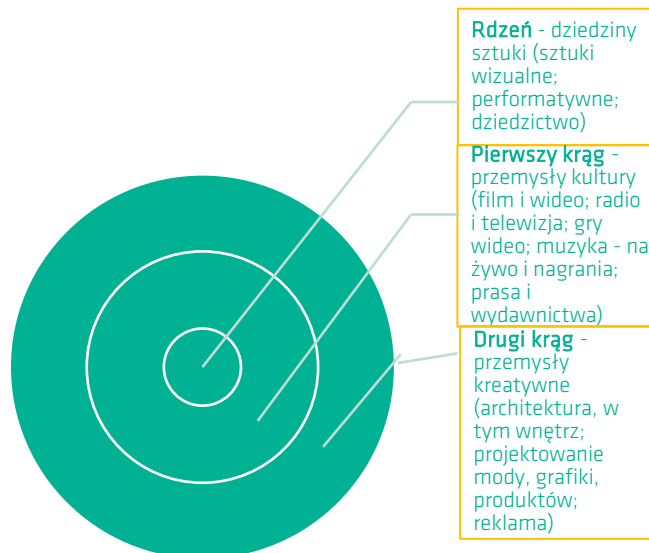 Rdzeń - dziedziny
sztuki (sztuki
wizualne;
performatywne;
dziedzictwo)
Pierwszy krąg -
przemysły kultury
(film i wideo; radio
i telewizja; gry
wideo; muzyka - na
żywo i nagrania;
prasa i
wydawnictwa)
Drugi krąg -
przemysły
kreatywne
(architektura, w
tym wnętrz;
projektowanie
mody, grafiki,
produktów;
reklama)